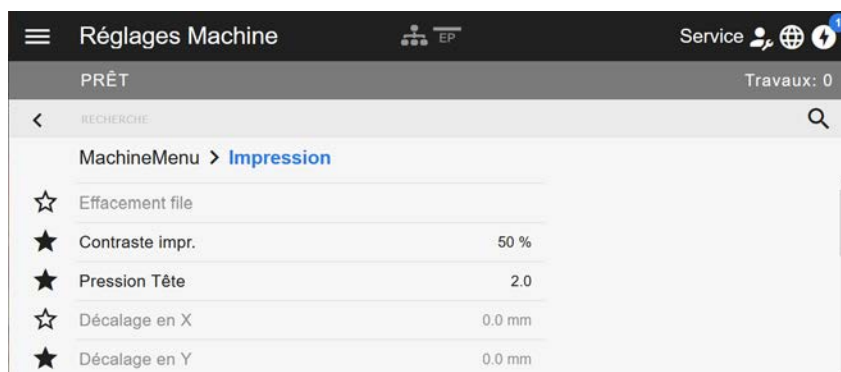 Réglages Machine EP Service 1
PRÊT Travaux: 0
RECHERCHE
MachineMenu > Impression
Effacement file
Contraste impr. 50 %
Pression Tête 2.0
Décalage en X 0.0 mm
Décalage en Y 0.0 mm